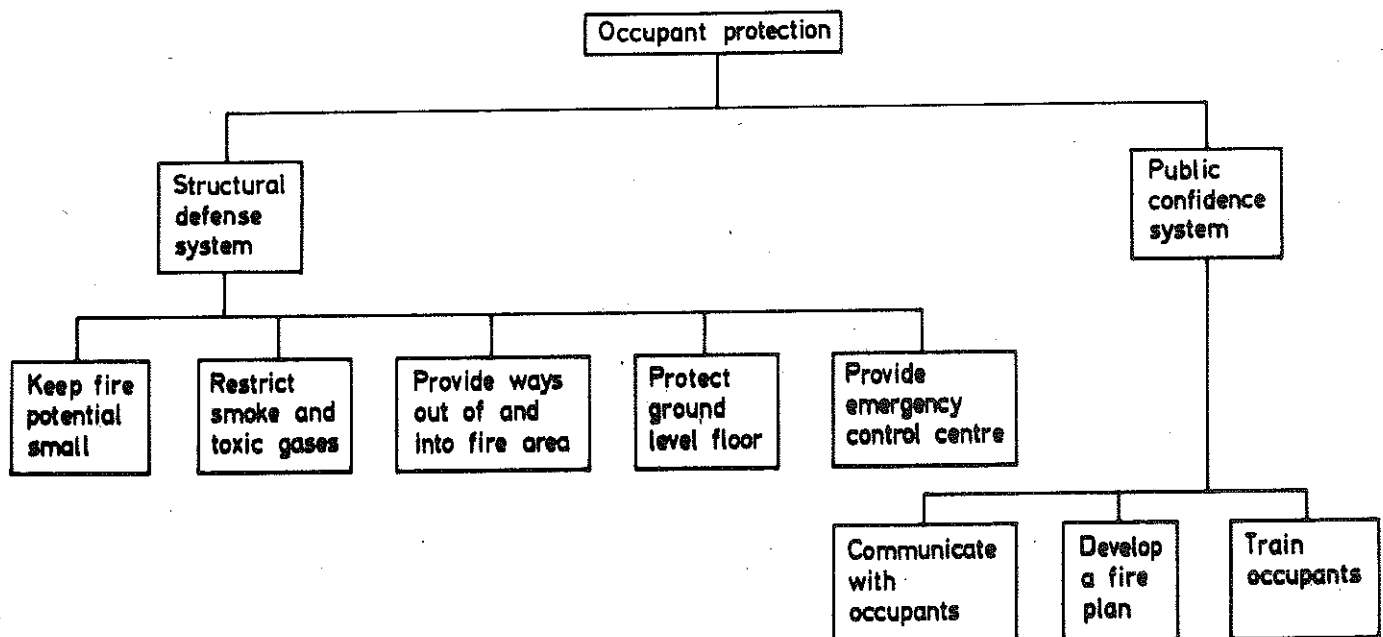 Occupant protection
Structural
defense
system
Public
confidence
system
Keep fire
potential
small
Restrict
smoke and
toxic gases
Provide ways
out of and
into fire area
Protect
ground
level floor
Provide
emergency
control centre
Communicate
with
occupants
Develop
a fire
plan
Train
occupants